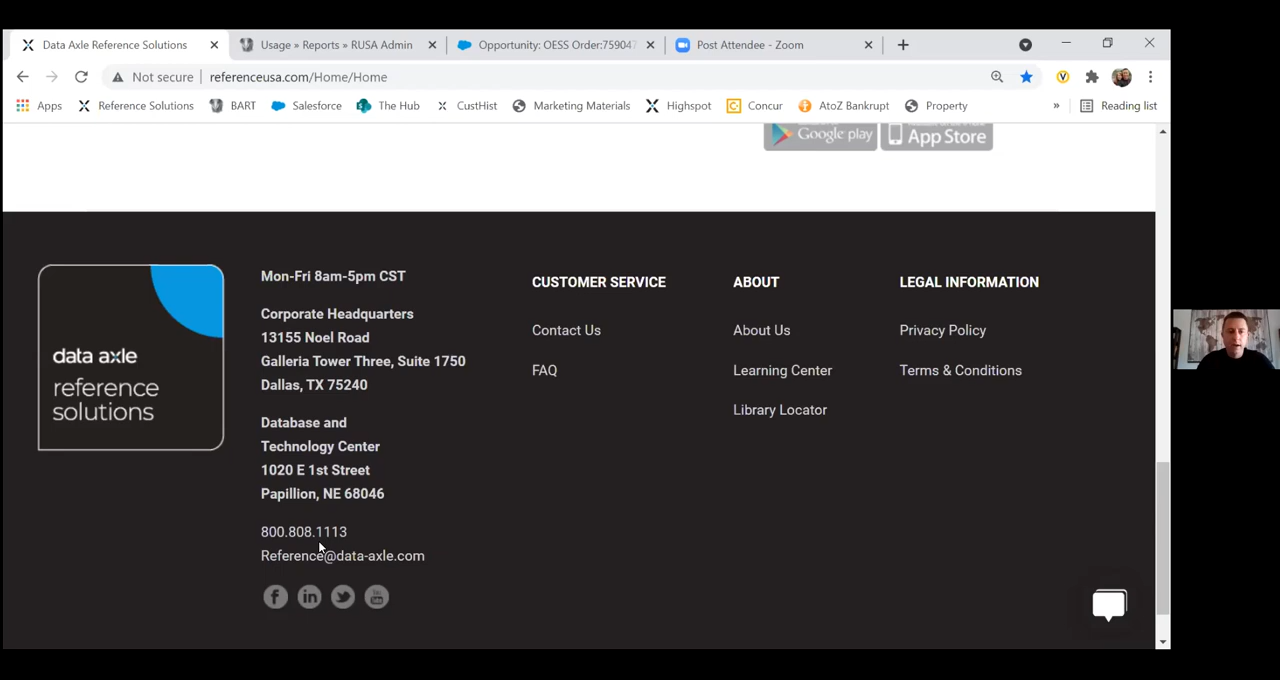 Data Axle Reference Solutions
Usage » Reports » RUSA Admin
Opportunity: OESS Order:75904
Post Attendee - Zoom
Not secure
referenceusa.com/Home/Home
Apps
Reference Solutions
BART
Salesforce
The Hub
CustHist
Marketing Materials
Highspot
Concur
AtoZ Bankrupt
Property
»
Reading list
Google play
App Store
data axle
reference
solutions
Mon-Fri 8am-5pm CST
Corporate Headquarters
13155 Noel Road
Galleria Tower Three, Suite 1750
Dallas, TX 75240
Database and
Technology Center
1020 E 1st Street
Papillion, NE 68046
800.808.1113
Reference@data-axle.com
CUSTOMER SERVICE
Contact Us
FAQ
ABOUT
About Us
Learning Center
Library Locator
LEGAL INFORMATION
Privacy Policy
Terms & Conditions